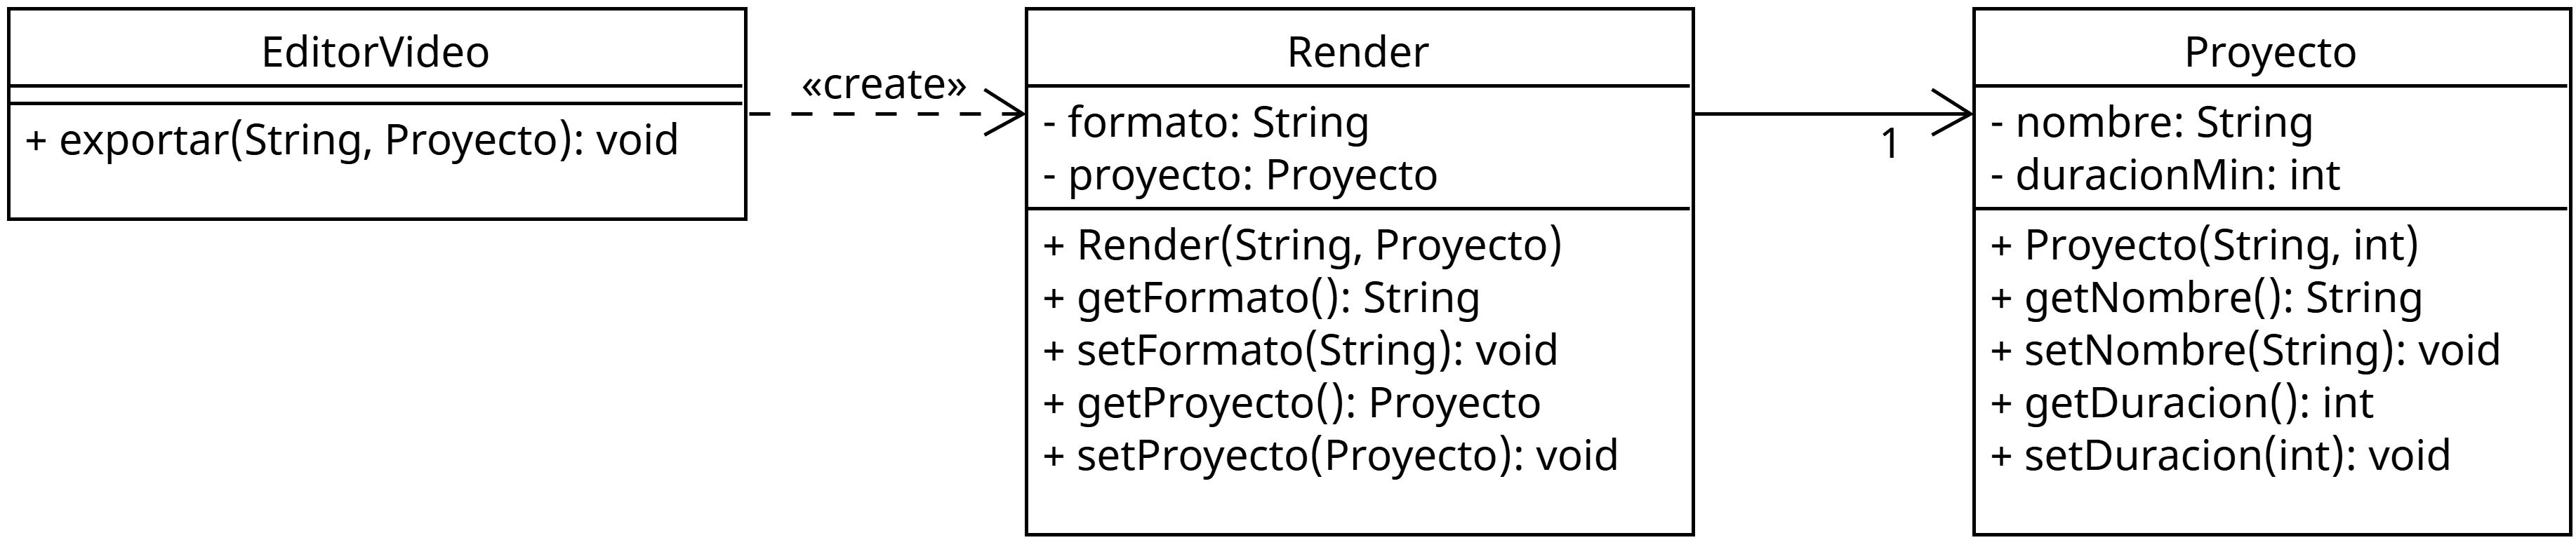 EditorVideo
+ exportar(String, Proyecto): void
«create»
Render
- formato: String
- proyecto: Proyecto
+ Render(String, Proyecto)
+ getFormato(): String
+ setFormato(String): void
+ getProyecto(): Proyecto
+ setProyecto(Proyecto): void
1
Proyecto
- nombre: String
- duracionMin: int
+ Proyecto(String, int)
+ getNombre(): String
+ setNombre(String): void
+ getDuracion(): int
+ setDuracion(int): void